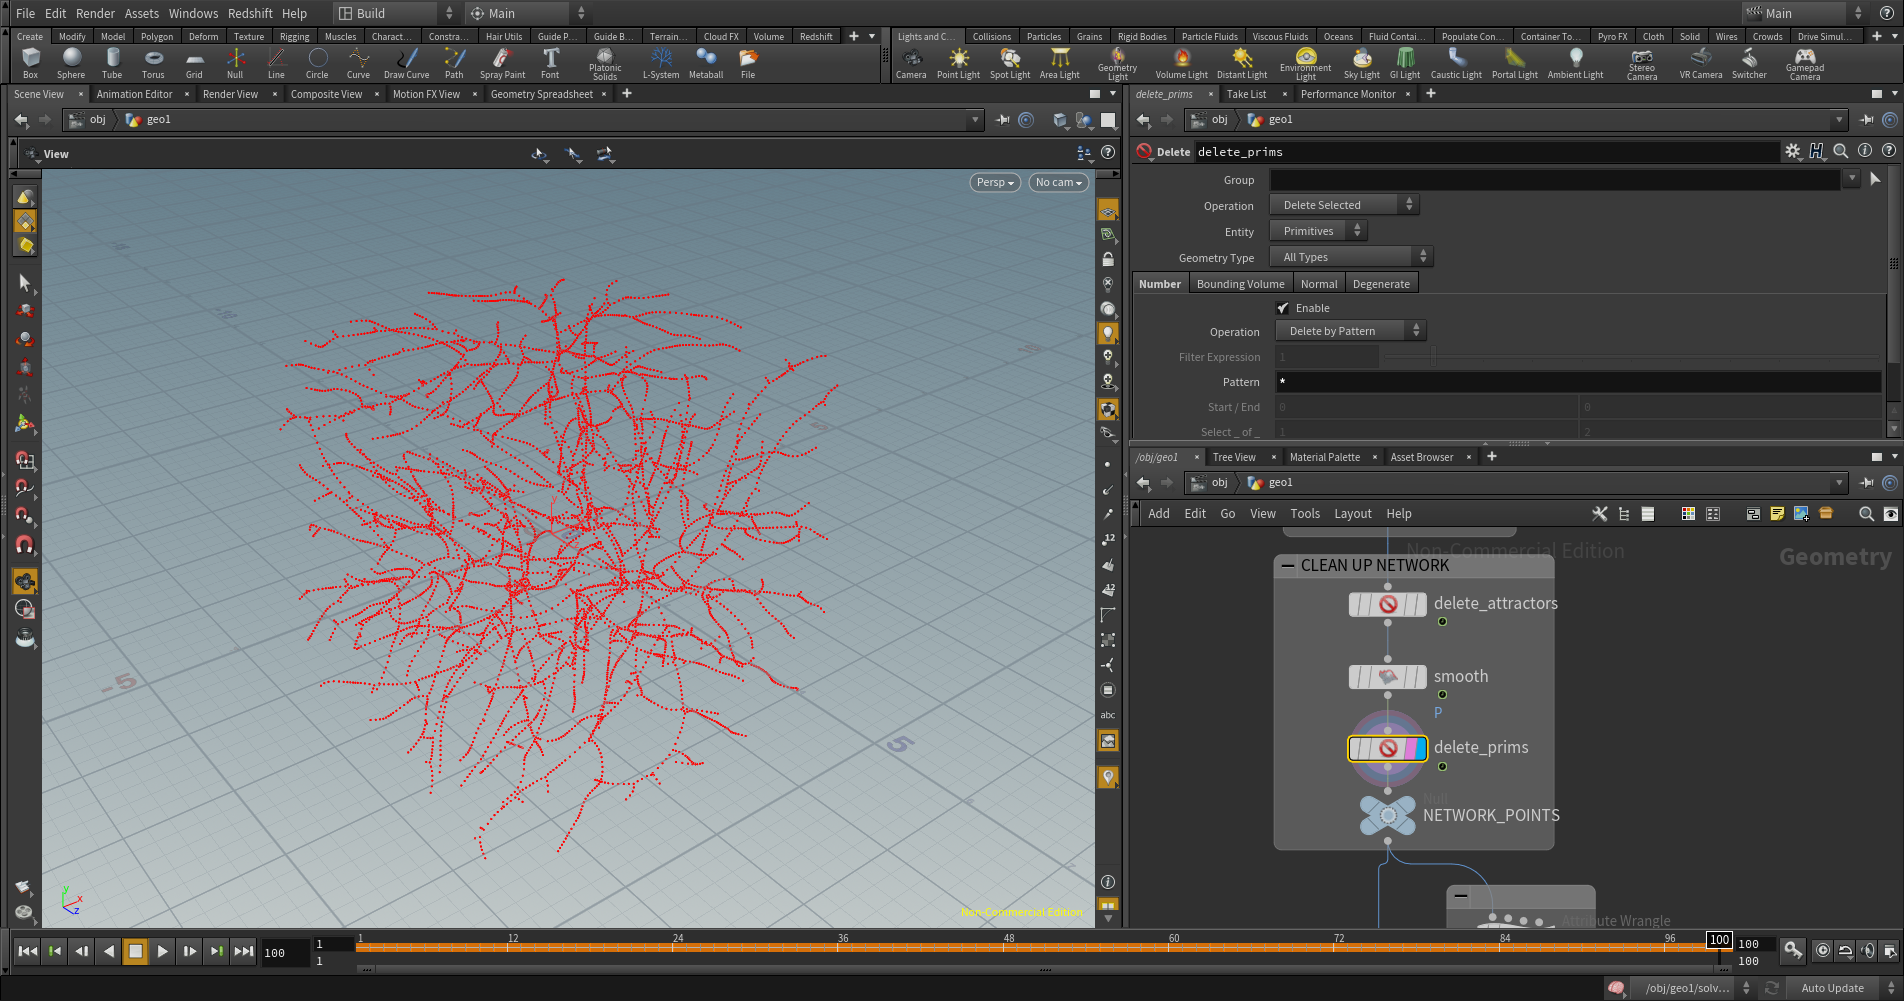 File Edit Render Assets Windows Redshift Help Build Main Main
Create Modify Model Polygon Deform Texture Rigging Muscles Charact... Constra... Hair Utils Guide P... Guide B... Terrain... Cloud FX Volume Redshift
Lights and C... Collisions Particles Grains Rigid Bodies Particle Fluids Viscous Fluids Oceans Fluid Contai... Populate Con... Container To... Pyro FX Cloth Solid Wires Crowds Drive Simul...
Box Sphere Tube Torus Grid Null Line Circle Curve Draw Curve Path Spray Paint Font Platonic Solids L-System Metaball File
Camera Point Light Spot Light Area Light Geometry Light Volume Light Distant Light Environment Light Sky Light GI Light Caustic Light Portal Light Ambient Light Stereo Camera VR Camera Switcher Gamepad Camera
Scene View Animation Editor Render View Composite View Motion FX View Geometry Spreadsheet
obj geo1
View
Persp No cam
5
-5
y
Non-Commercial Edition
y x z
delete_prims Take List Performance Monitor
obj geo1
Delete delete_prims
Group
Operation Delete Selected
Entity Primitives
Geometry Type All Types
Number Bounding Volume Normal Degenerate
Enable
Operation Delete by Pattern
Filter Expression 1
Pattern *
Start / End 0 0
Select _ of _ 1 2
/obj/geo1 Tree View Material Palette Asset Browser
obj geo1
Add Edit Go View Tools Layout Help
Non-Commercial Edition
Geometry
CLEAN UP NETWORK
delete_attractors
smooth
P
delete_prims
Null
NETWORK_POINTS
Attribute Wrangle
12
12
abc
100
1
1
1 12 24 36 48 60 72 84 96 100
100
100
/obj/geo1/solv... Auto Update